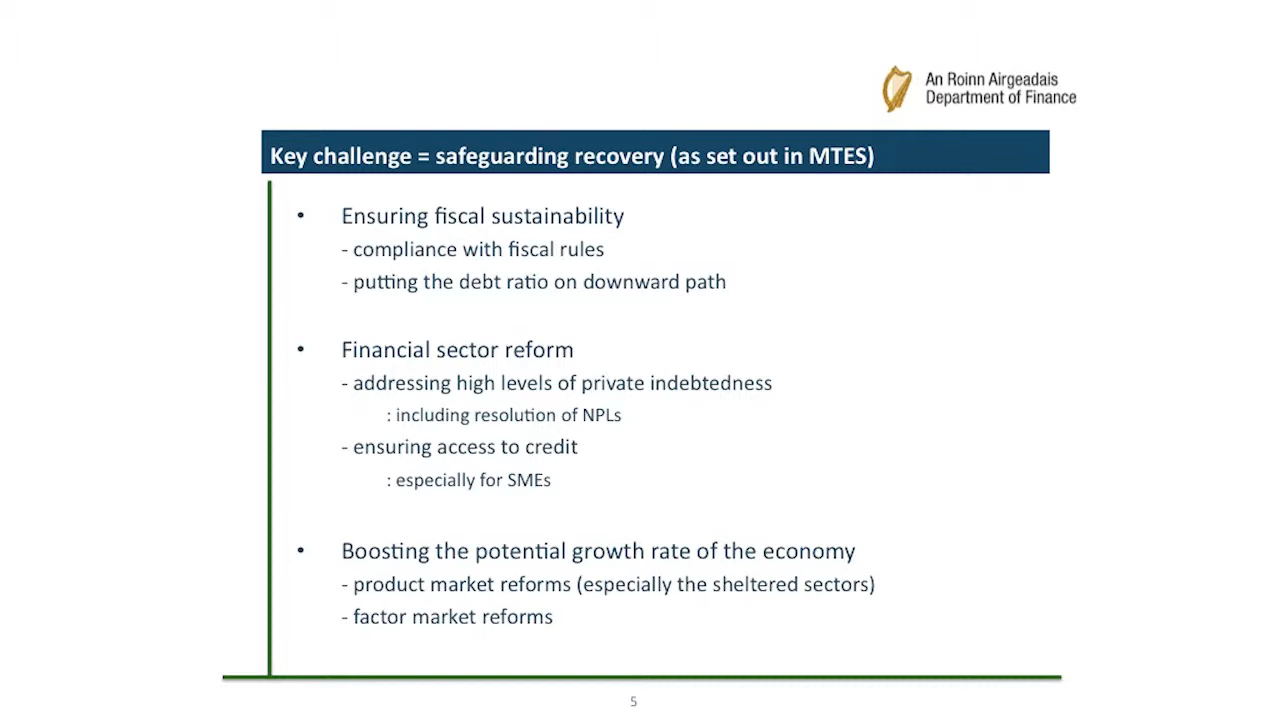 An Roinn Airgeadais
Department of Finance
Key challenge = safeguarding recovery (as set out in MTES)
• Ensuring fiscal sustainability
- compliance with fiscal rules
- putting the debt ratio on downward path
• Financial sector reform
- addressing high levels of private indebtedness
: including resolution of NPLs
- ensuring access to credit
: especially for SMEs
• Boosting the potential growth rate of the economy
- product market reforms (especially the sheltered sectors)
- factor market reforms
5